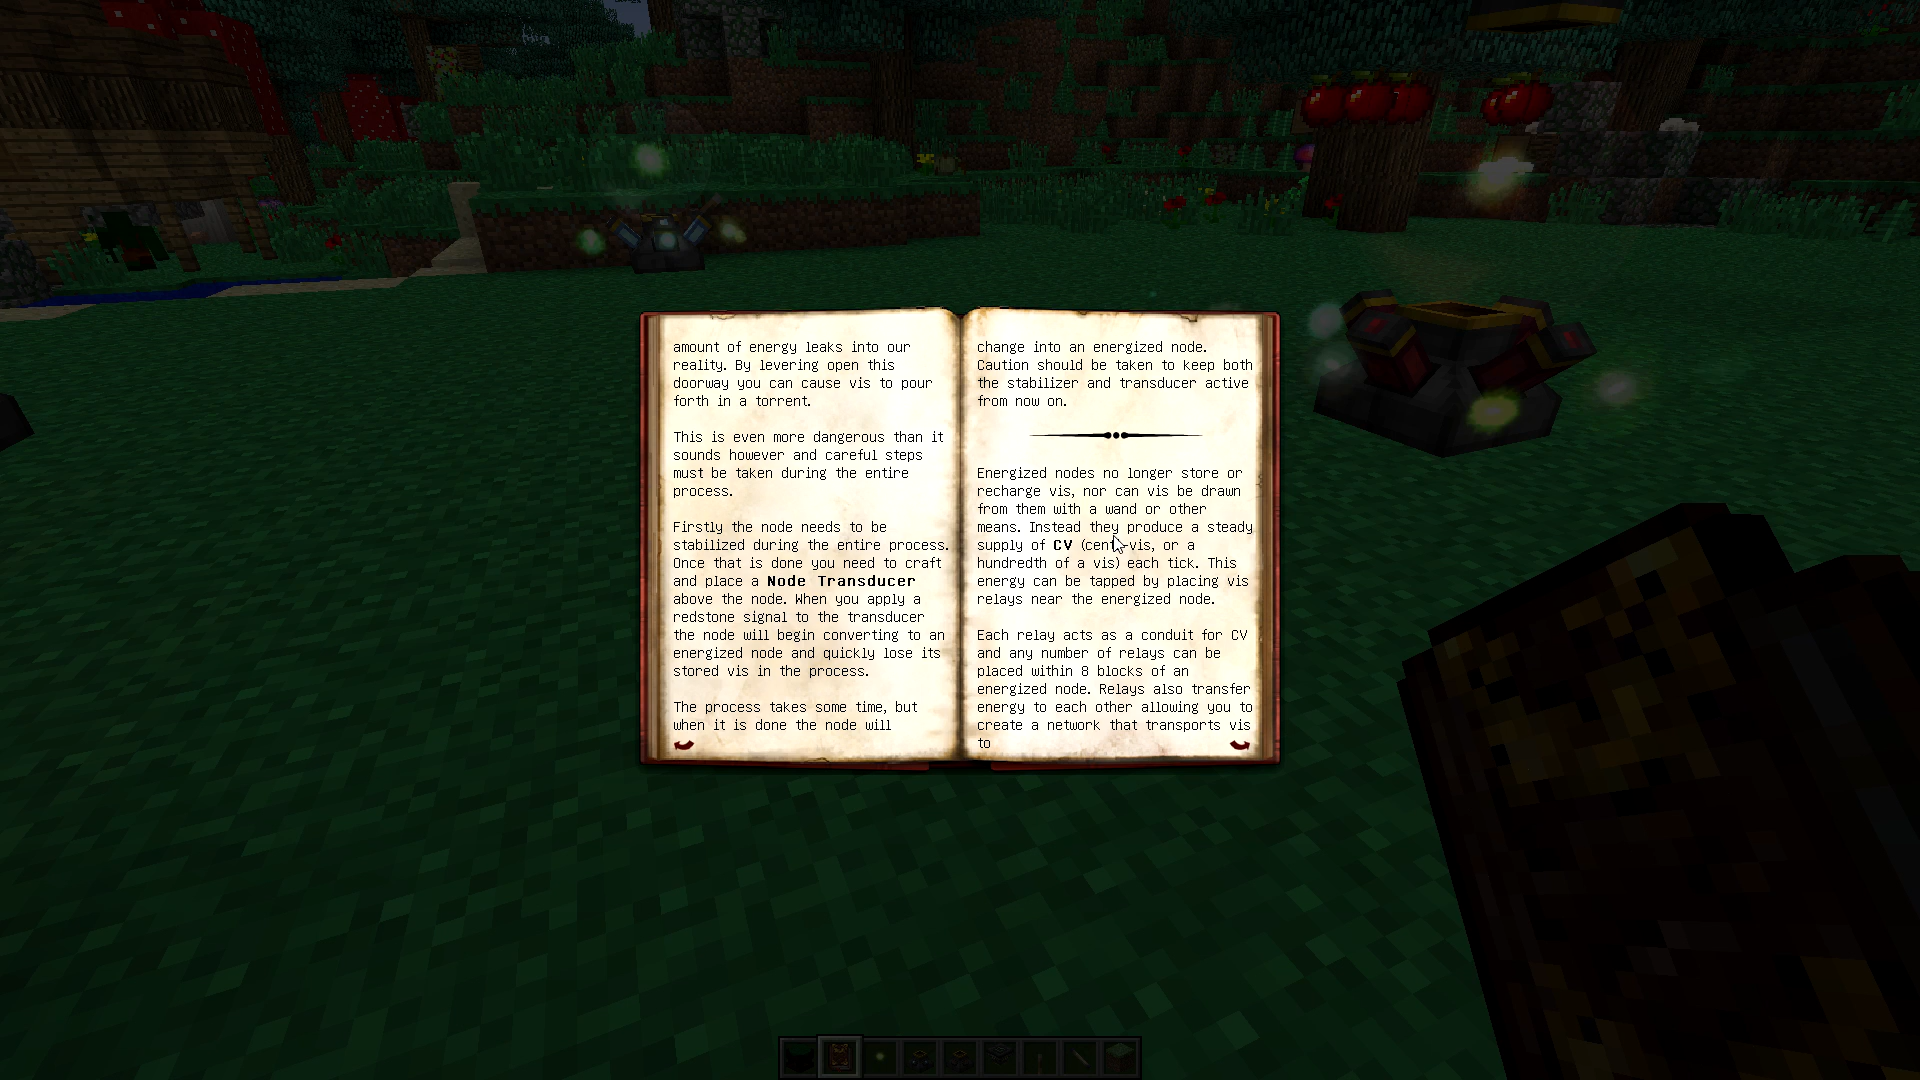 amount of energy leaks into our
reality. By levering open this
doorway you can cause vis to pour
forth in a torrent.
This is even more dangerous than it
sounds however and careful steps
must be taken during the entire
process.
Firstly the node needs to be
stabilized during the entire process.
Once that is done you need to craft
and place a Node Transducer
above the node. When you apply a
redstone signal to the transducer
the node will begin converting to an
energized node and quickly lose its
stored vis in the process.
The process takes some time, but
when it is done the node will
change into an energized node.
Caution should be taken to keep both
the stabilizer and transducer active
from now on.
Energized nodes no longer store or
recharge vis, nor can vis be drawn
from them with a wand or other
means. Instead they produce a steady
supply of CV (centi-vis, or a
hundredth of a vis) each tick. This
energy can be tapped by placing vis
relays near the energized node.
Each relay acts as a conduit for CV
and any number of relays can be
placed within 8 blocks of an
energized node. Relays also transfer
energy to each other allowing you to
create a network that transports vis
to